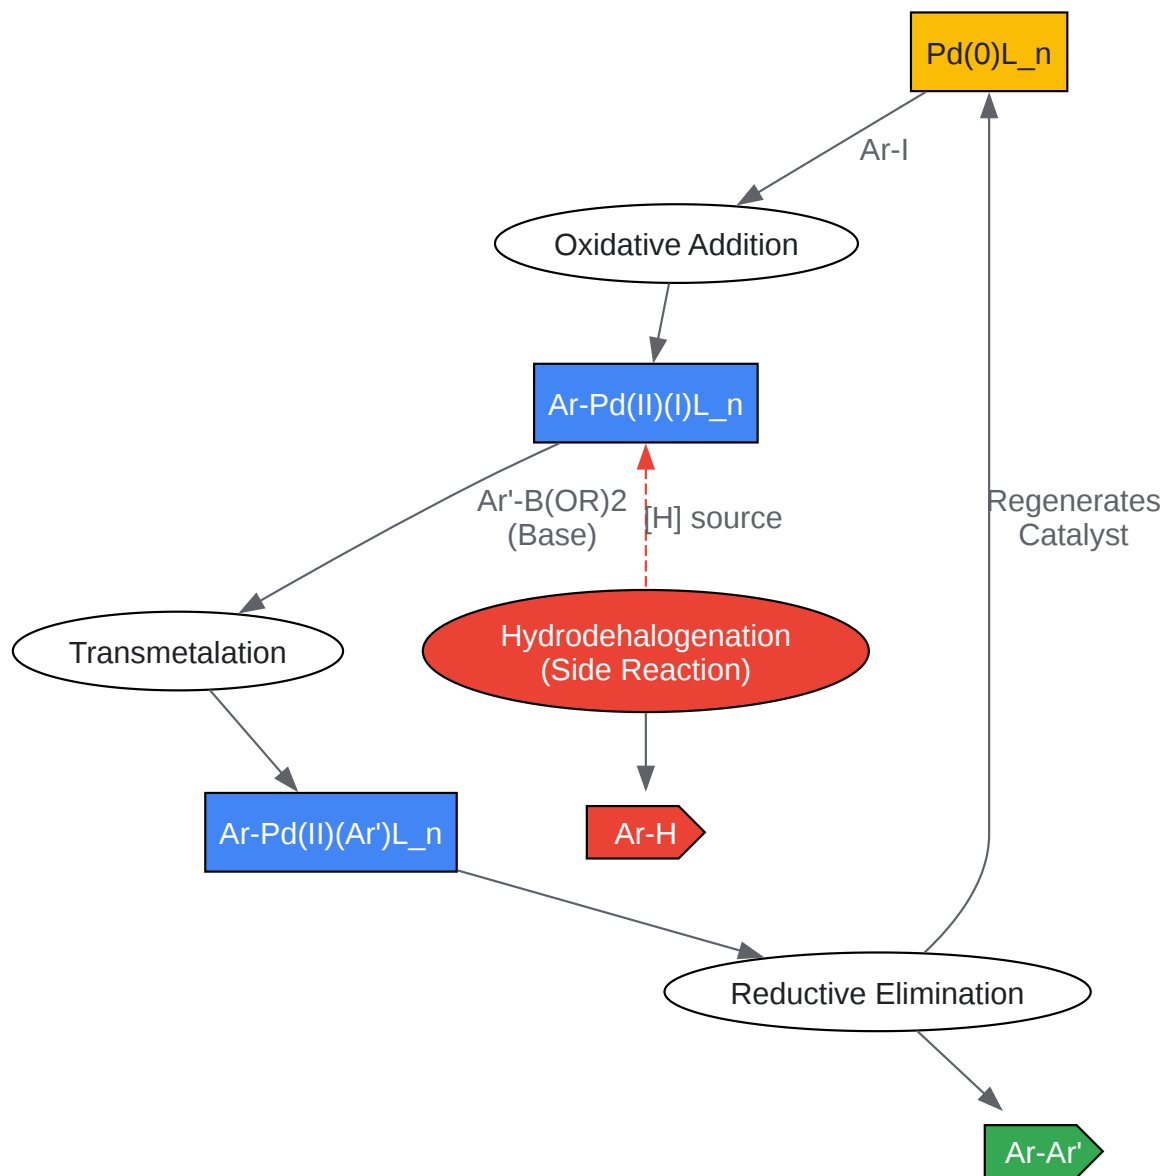 Pd(0)L_n
Ar-I
Oxidative Addition
Ar-Pd(II)(I)L_n
Ar'-B(OR)2
(Base)
[H] source
Regenerates
Catalyst
Transmetalation
Hydrodehalogenation
(Side Reaction)
Ar-Pd(II)(Ar')L_n
Ar-H
Reductive Elimination
Ar-Ar'